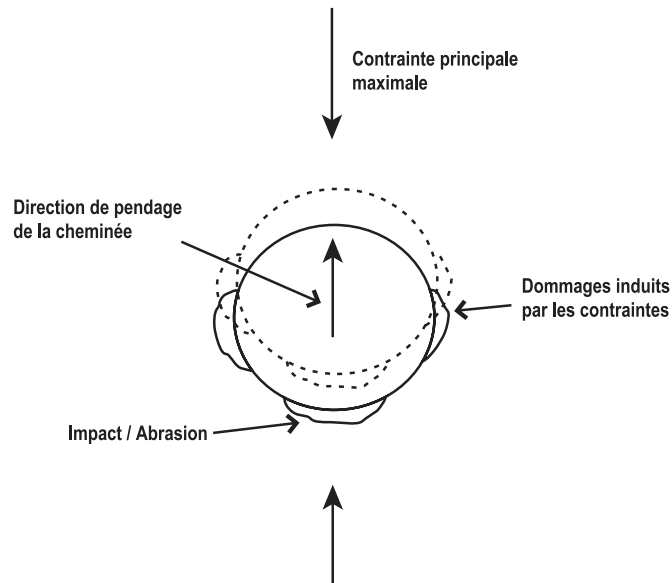 Contrainte principale
maximale
Direction de pendage
de la cheminée
Dommages induits
par les contraintes
Impact / Abrasion